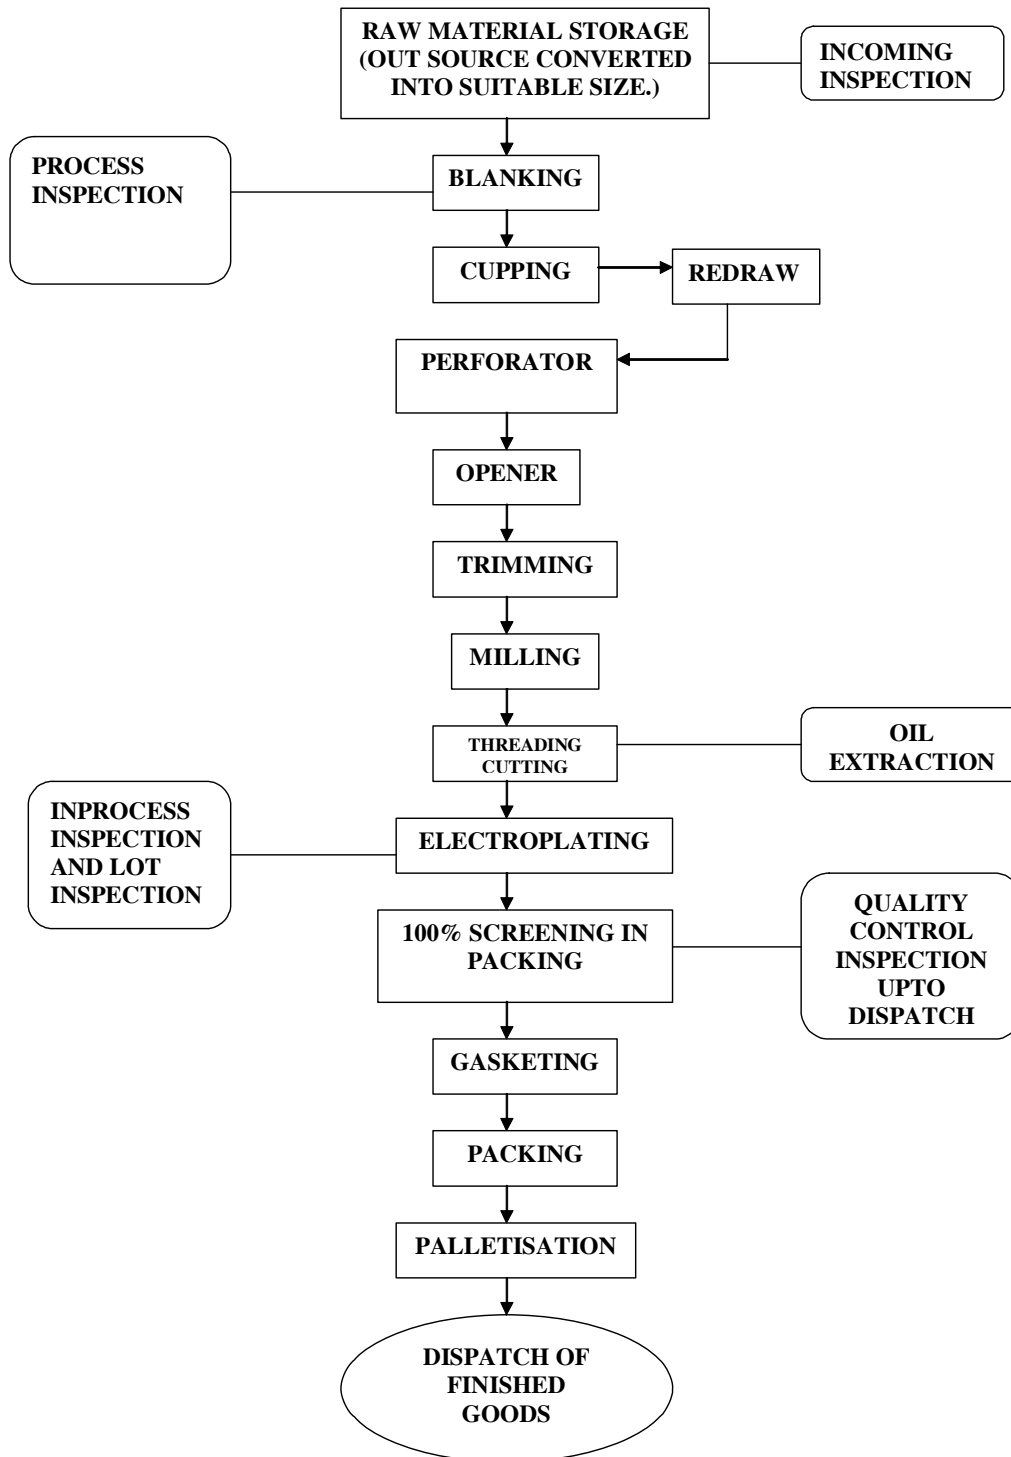 RAW MATERIAL STORAGE
(OUT SOURCE CONVERTED
INTO SUITABLE SIZE.)
INCOMING
INSPECTION
PROCESS
INSPECTION
BLANKING
CUPPING
REDRAW
PERFORATOR
OPENER
TRIMMING
MILLING
THREADING
CUTTING
OIL
EXTRACTION
INPROCESS
INSPECTION
AND LOT
INSPECTION
ELECTROPLATING
100% SCREENING IN
PACKING
QUALITY
CONTROL
INSPECTION
UPTO
DISPATCH
GASKETING
PACKING
PALLETISATION
DISPATCH OF
FINISHED
GOODS